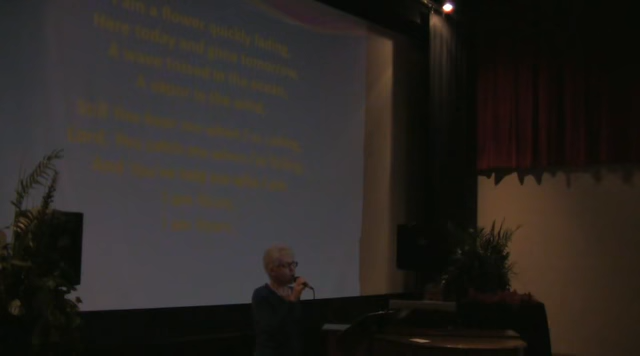 I am a flower quickly fading,
Here today and gone tomorrow,
A wave tossed in the ocean,
A vapor in the wind.
Still you hear me when I'm calling,
Lord, you catch me when I'm falling,
And you've told me who I am
I am Yours.
I am Yours.